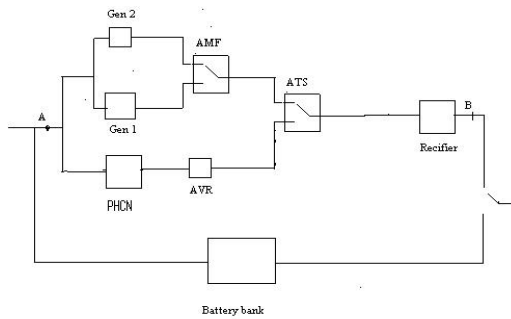 Gen 2
AMF
ATS
A
B
Gen 1
Recifier
PHCN
AVR
Battery bank